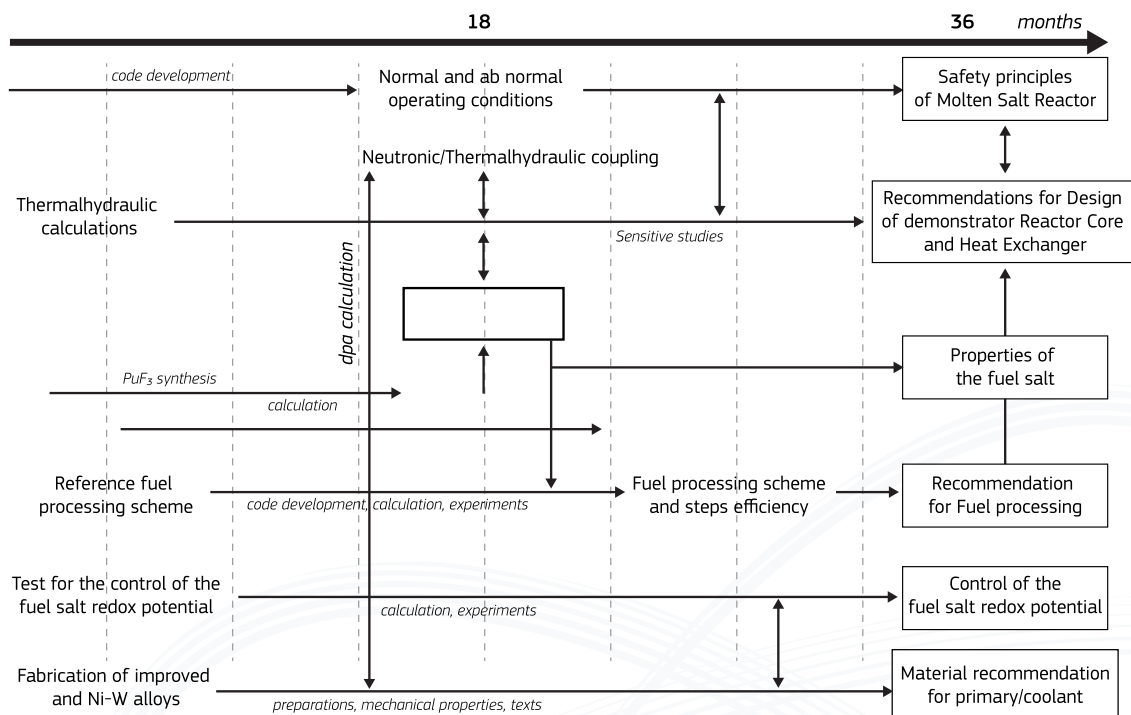 18
36 months
code development
Normal and ab normal
operating conditions
Safety principles
of Molten Salt Reactor
Neutronic/Thermalhydraulic coupling
Thermalhydraulic
calculations
Sensitive studies
Recommendations for Design
of demonstrator Reactor Core
and Heat Exchanger
dpa calculation
PuF₃ synthesis
calculation
Properties of
the fuel salt
Reference fuel
processing scheme
code development, calculation, experiments
Fuel processing scheme
and steps efficiency
Recommendation
for Fuel processing
Test for the control of the
fuel salt redox potential
calculation, experiments
Control of the
fuel salt redox potential
Fabrication of improved
and Ni-W alloys
preparations, mechanical properties, texts
Material recommendation
for primary/coolant